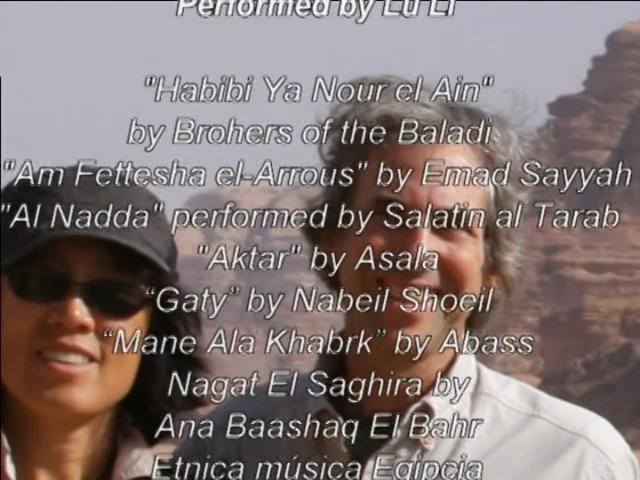 Performed by Lu Li
"Habibi Ya Nour el Ain"
by Brohers of the Baladi
"Am Fettesha el-Arrous" by Emad Sayyah
"Al Nadda" performed by Salatin al Tarab
"Aktar" by Asala
“Gaty” by Nabeil Shoeil
“Mane Ala Khabrk” by Abass
Nagat El Saghira by
Ana Baashaq El Bahr
Etnica música Egipcia